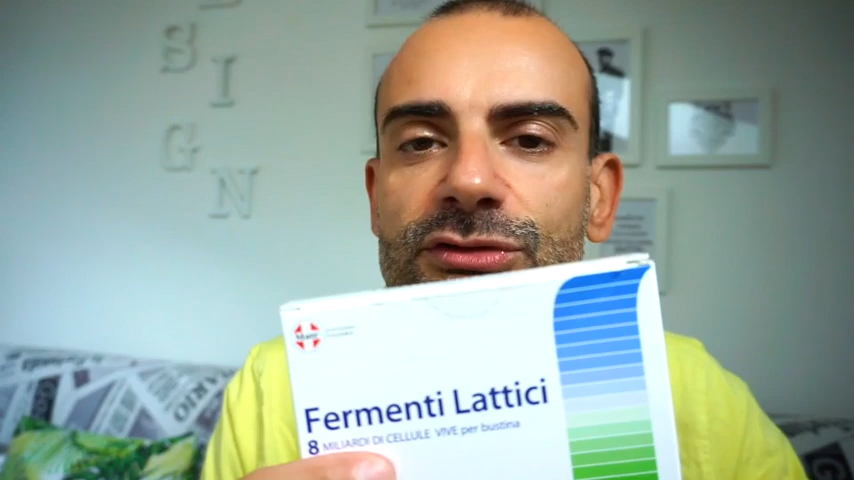 D
S
I
G
N
Fermenti Lattici
8 MILIARDI DI CELLULE VIVE per bustina